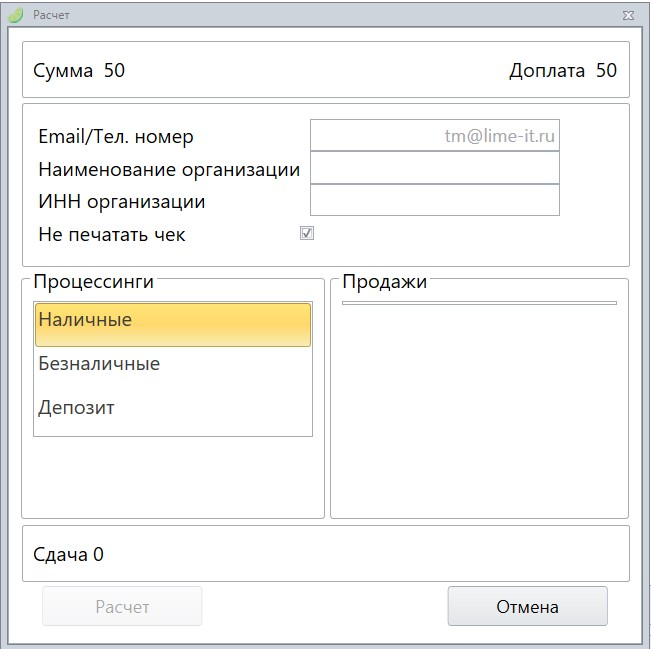 Расчет
Сумма 50
Доплата 50
Email/Тел. номер
tm@lime-it.ru
Наименование организации
ИНН организации
Не печатать чек
Процессинги
Продажи
Наличные
Безналичные
Депозит
Сдача 0
Расчет
Отмена